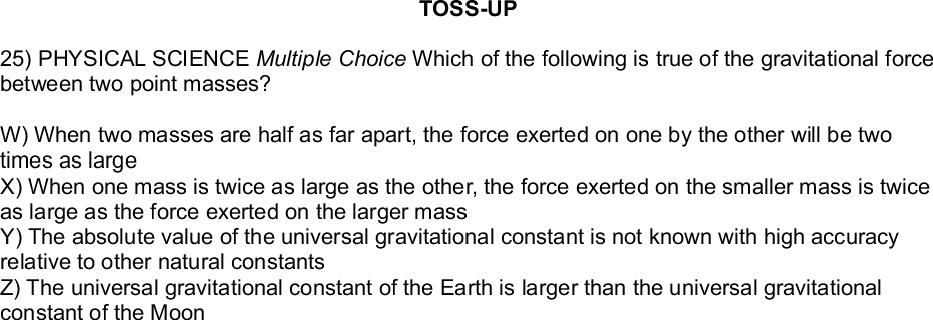 TOSS-UP
25) PHYSICAL SCIENCE Multiple Choice Which of the following is true of the gravitational force
between two point masses?
W) When two masses are half as far apart, the force exerted on one by the other will be two
times as large
X) When one mass is twice as large as the other, the force exerted on the smaller mass is twice
as large as the force exerted on the larger mass
Y) The absolute value of the universal gravitational constant is not known with high accuracy
relative to other natural constants
Z) The universal gravitational constant of the Earth is larger than the universal gravitational
constant of the Moon